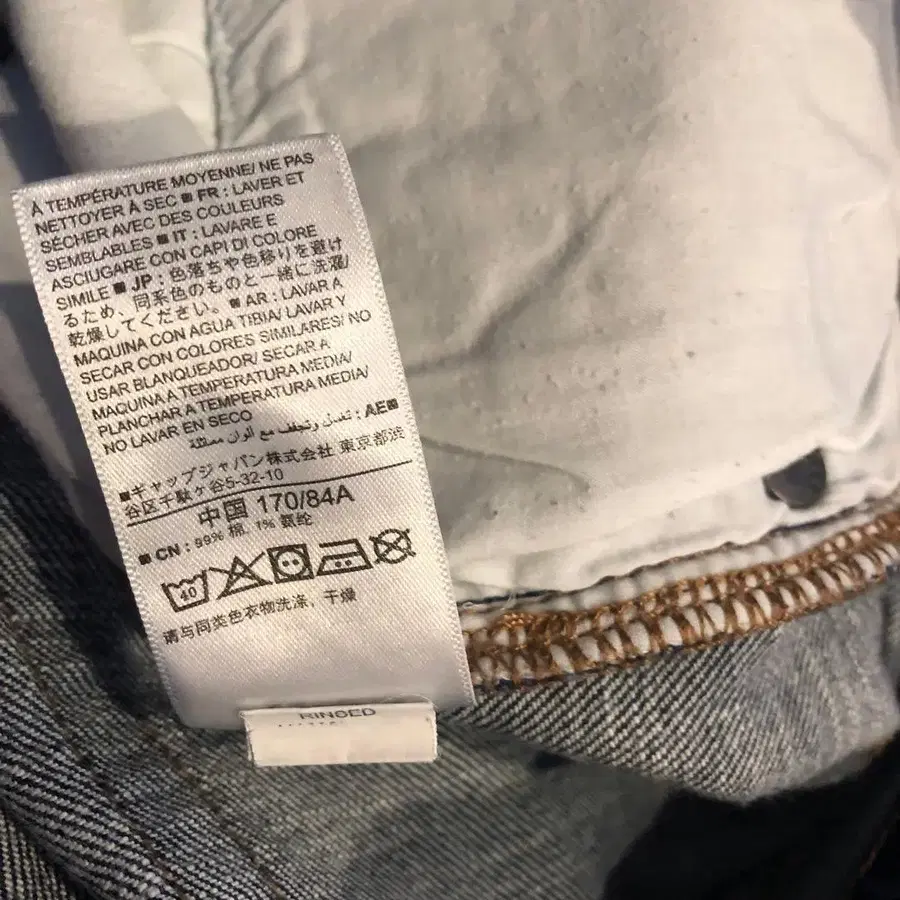 À TEMPÉRATURE MOYENNE/ NE PAS
NETTOYER À SEC ■ FR : LAVER ET
SÉCHER AVEC DES COULEURS
SEMBLABLES ■ IT : LAVARE E
ASCIUGARE CON CAPI DI COLORE
SIMILE ■ JP : 色落ちや色移りを避け
るため、同系色のものと一緒に洗濯/
乾燥してください。 ■ AR : LAVAR A
MAQUINA CON AGUA TIBIA/ LAVAR Y
SECAR CON COLORES SIMILARES/ NO
USAR BLANQUEADOR/ SECAR A
MAQUINA A TEMPERATURA MEDIA/
PLANCHAR A TEMPERATURA MEDIA/
NO LAVAR EN SECO
■AE : تغسل وتجفف مع ألوان مماثلة
■ギャップジャパン株式会社 東京都渋
谷区千駄ヶ谷5-32-10
中国 170/84A
■ CN : 99% 棉, 1% 氨纶
40
请与同类色衣物洗涤, 干燥
RINSED